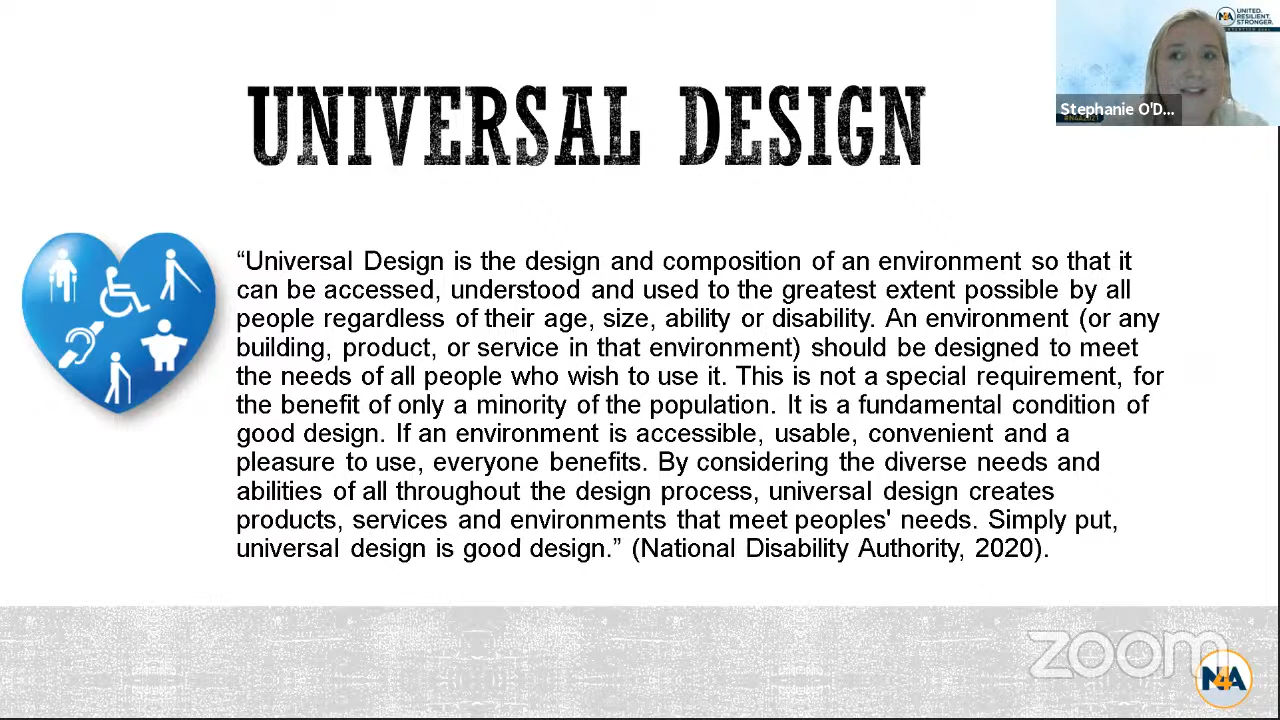 UNITED.
RESILIENT.
STRONGER.
Stephanie O'D...
#N4A2021
UNIVERSAL DESIGN
“Universal Design is the design and composition of an environment so that it
can be accessed, understood and used to the greatest extent possible by all
people regardless of their age, size, ability or disability. An environment (or any
building, product, or service in that environment) should be designed to meet
the needs of all people who wish to use it. This is not a special requirement, for
the benefit of only a minority of the population. It is a fundamental condition of
good design. If an environment is accessible, usable, convenient and a
pleasure to use, everyone benefits. By considering the diverse needs and
abilities of all throughout the design process, universal design creates
products, services and environments that meet peoples' needs. Simply put,
universal design is good design.” (National Disability Authority, 2020).
zoom
N4A